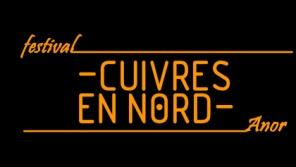 festival
-CUIVRES
EN NORD-
Anor